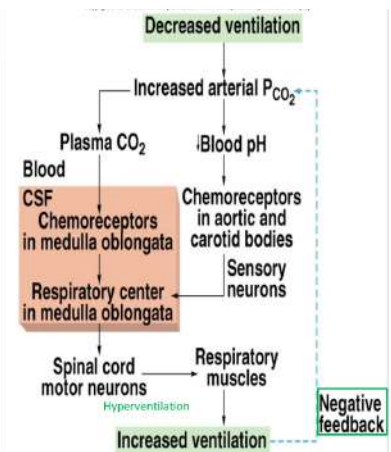 Decreased ventilation
Increased arterial PCO2
Plasma CO2
↓Blood pH
Blood
CSF
Chemoreceptors
in medulla oblongata
Chemoreceptors
in aortic and
carotid bodies
Sensory
neurons
Respiratory center
in medulla oblongata
Spinal cord
motor neurons
Respiratory
muscles
Hyperventilation
Increased ventilation
Negative
feedback